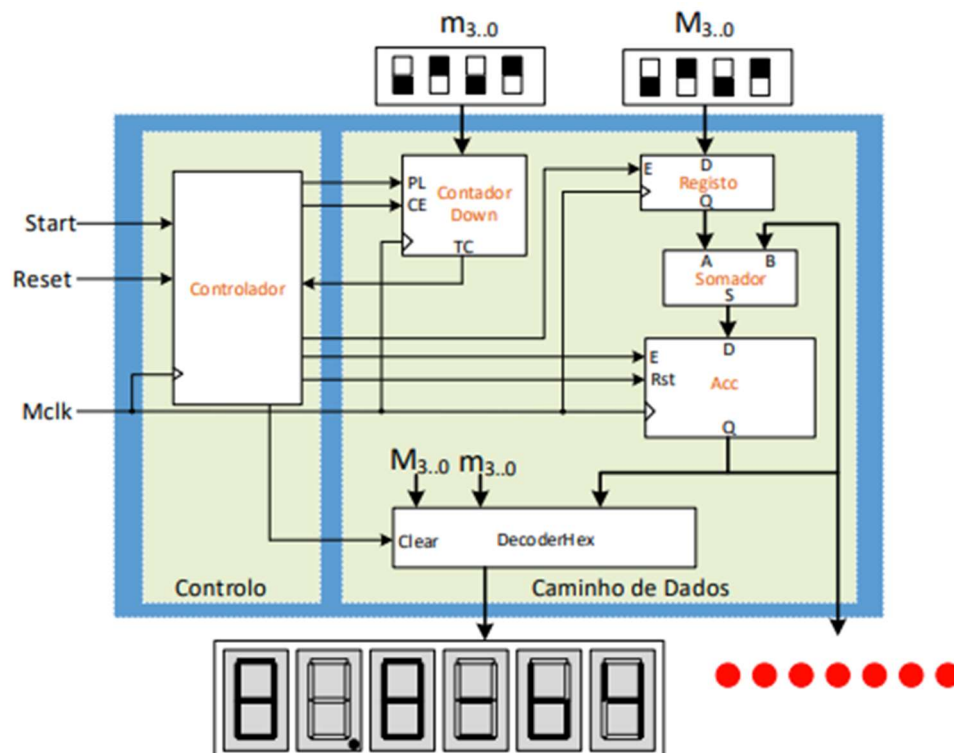 m3..0
M3..0
PL
CE
Contador
Down
TC
E
D
Registo
Q
Start
Reset
Controlador
A
B
Somador
S
D
E
Rst
Acc
Q
Mclk
M3..0
m3..0
Clear
DecoderHex
Controlo
Caminho de Dados